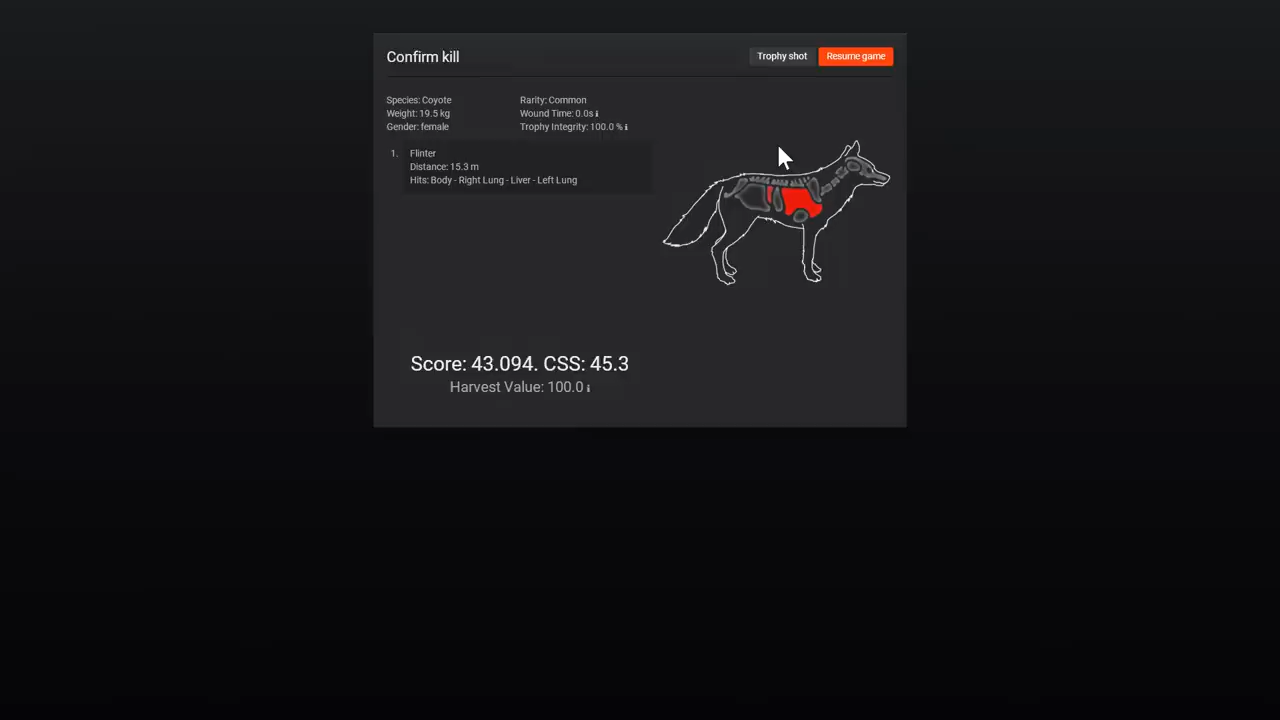 Confirm kill
Trophy shot
Resume game
Species: Coyote
Rarity: Common
Weight: 19.5 kg
Wound Time: 0.0s i
Gender: female
Trophy Integrity: 100.0 % i
1. Flinter
Distance: 15.3 m
Hits: Body - Right Lung - Liver - Left Lung
Score: 43.094. CSS: 45.3
Harvest Value: 100.0 i